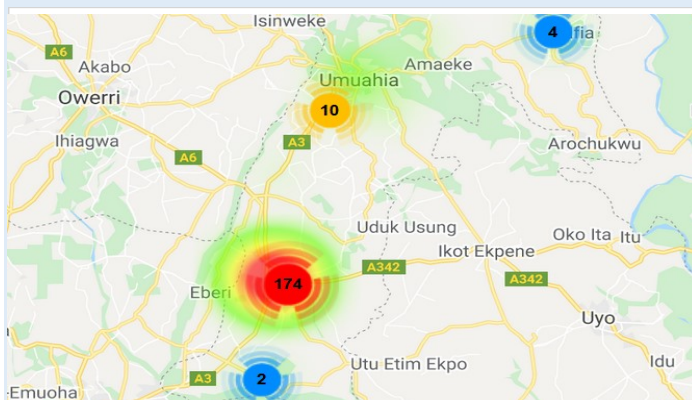 Isinweke
4
fia
A6
Akabo
Amaeke
Umuahia
Owerri
10
Ihiagwa
A3
Arochukwu
A6
Uduk Usung
Oko Ita
Itu
Ikot Ekpene
A342
A342
174
Eberi
Uyo
Utu Etim Ekpo
Idu
2
A3
-Emuoha